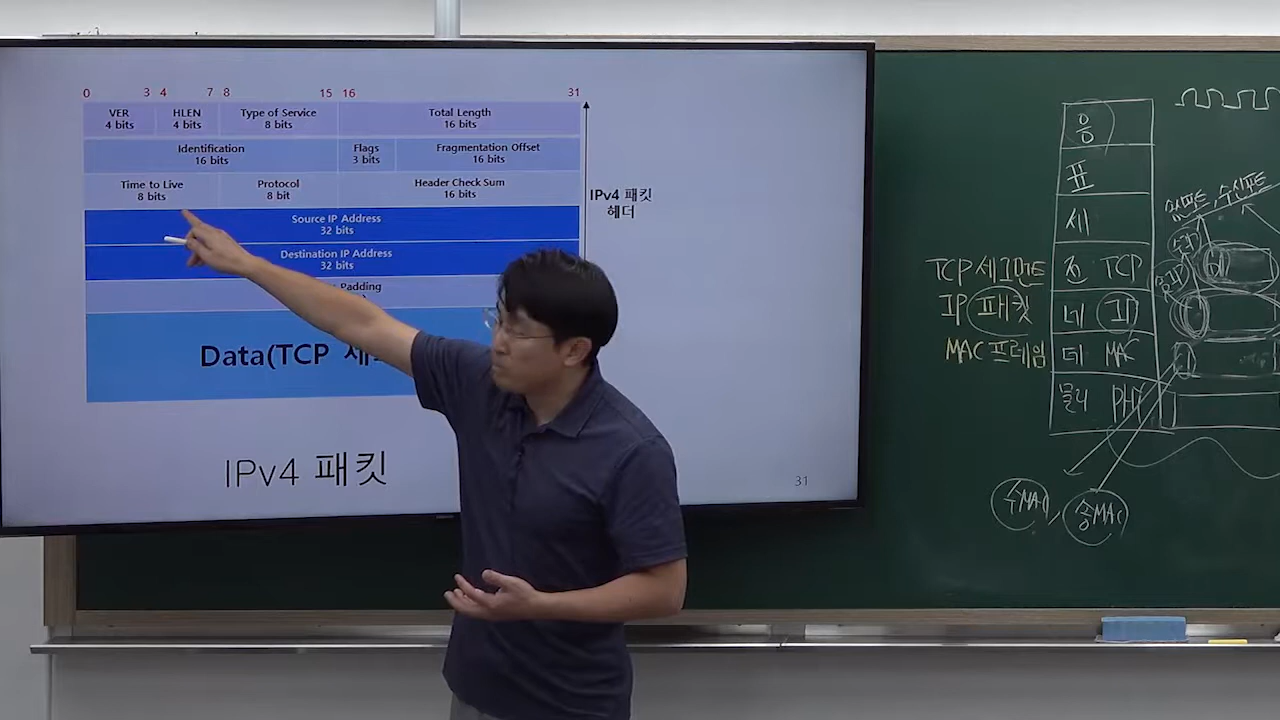 0 3 4 7 8 15 16 31
VER HLEN Type of Service Total Length
4 bits 4 bits 8 bits 16 bits
Identification Flags Fragmentation Offset
16 bits 3 bits 16 bits
Time to Live Protocol Header Check Sum
8 bits 8 bit 16 bits
Source IP Address
32 bits
Destination IP Address
32 bits
Padding
Data(TCP
IPv4 패킷
헤더
IPv4 패킷
31
응
표
세
전 TCP
네 IP
데 MAC
물리 PHY
TCP 세그먼트
IP 패킷
MAC 프레임
수신포트
수MAC, 송MAC